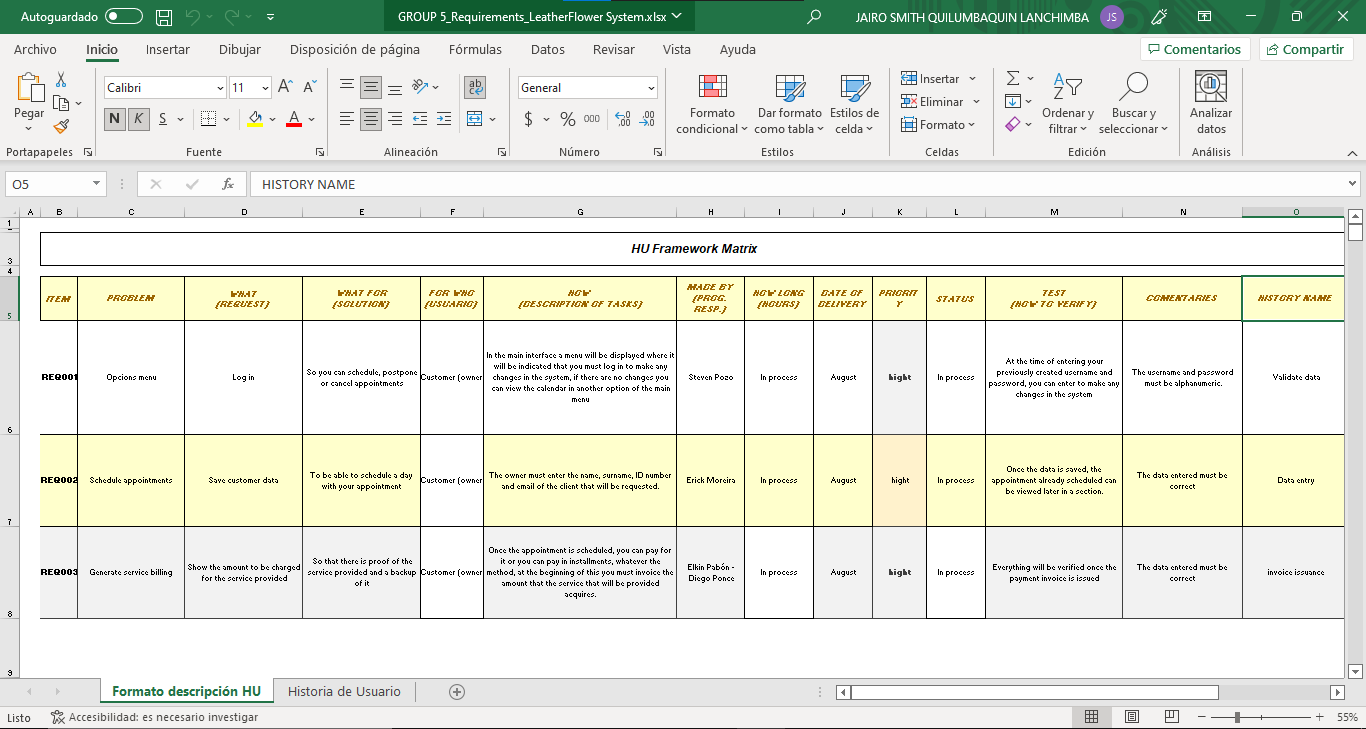 Autoguardado
GROUP 5_Requirements_LeatherFlower System.xlsx
JAIRO SMITH QUILUMBAQUIN LANCHIMBA
JS
Archivo Inicio Insertar Dibujar Disposición de página Fórmulas Datos Revisar Vista Ayuda
Comentarios Compartir
Pegar
Portapapeles
Calibri 11
N K S
Fuente
Alineación
General
$ % 000
Número
Formato condicional
Dar formato como tabla
Estilos de celda
Estilos
Insertar
Eliminar
Formato
Celdas
Ordenar y filtrar
Buscar y seleccionar
Edición
Analizar datos
Análisis
O5
fx
HISTORY NAME
A B C D E F G H I J K L M N O
1
3
HU Framework Matrix
4
5
ITEM
PROBLEM
WHAT
(REQUEST)
WHAT FOR
(SOLUTION)
FOR WHO
(USUARIO)
HOW
(DESCRIPTION OF TASKS)
MADE BY
(PROG.
RESP.)
HOW LONG
(HOURS)
DATE OF
DELIVERY
PRIORIT
Y
STATUS
TEST
(HOW TO VERIFY)
COMENTARIES
HISTORY NAME
6
REQ001
Opcions menu
Log in
So you can schedule, postpone
or cancel appointments
Customer (owner
In the main interface a menu will be displayed where it
will be indicated that you must log in to make any
changes in the system, if there are no changes you
can view the calendar in another option of the main
menu
Steven Pozo
In process
August
hight
In process
At the time of entering your
previously created username and
password, you can enter to make any
changes in the system
The username and password
must be alphanumeric.
Validate data
7
REQ002
Schedule appointments
Save customer data
To be able to schedule a day
with your appointment
Customer (owner
The owner must enter the name, surname, ID number
and email of the client that will be requested.
Erick Moreira
In process
August
hight
In process
Once the data is saved, the
appointment already scheduled can
be viewed later in a section.
The data entered must be
correct
Data entry
8
REQ003
Generate service billing
Show the amount to be charged
for the service provided
So that there is proof of the
service provided and a backup
of it
Customer (owner
Once the appointment is scheduled, you can pay for
it or you can pay in installments, whatever the
method, at the beginning of this you must invoice the
amount that the service that will be provided
acquires.
Elkin Pabón -
Diego Ponce
In process
August
hight
In process
Everything will be verified once the
payment invoice is issued
The data entered must be
correct
invoice issuance
9
Formato descripción HU
Historia de Usuario
Listo
Accesibilidad: es necesario investigar
55%